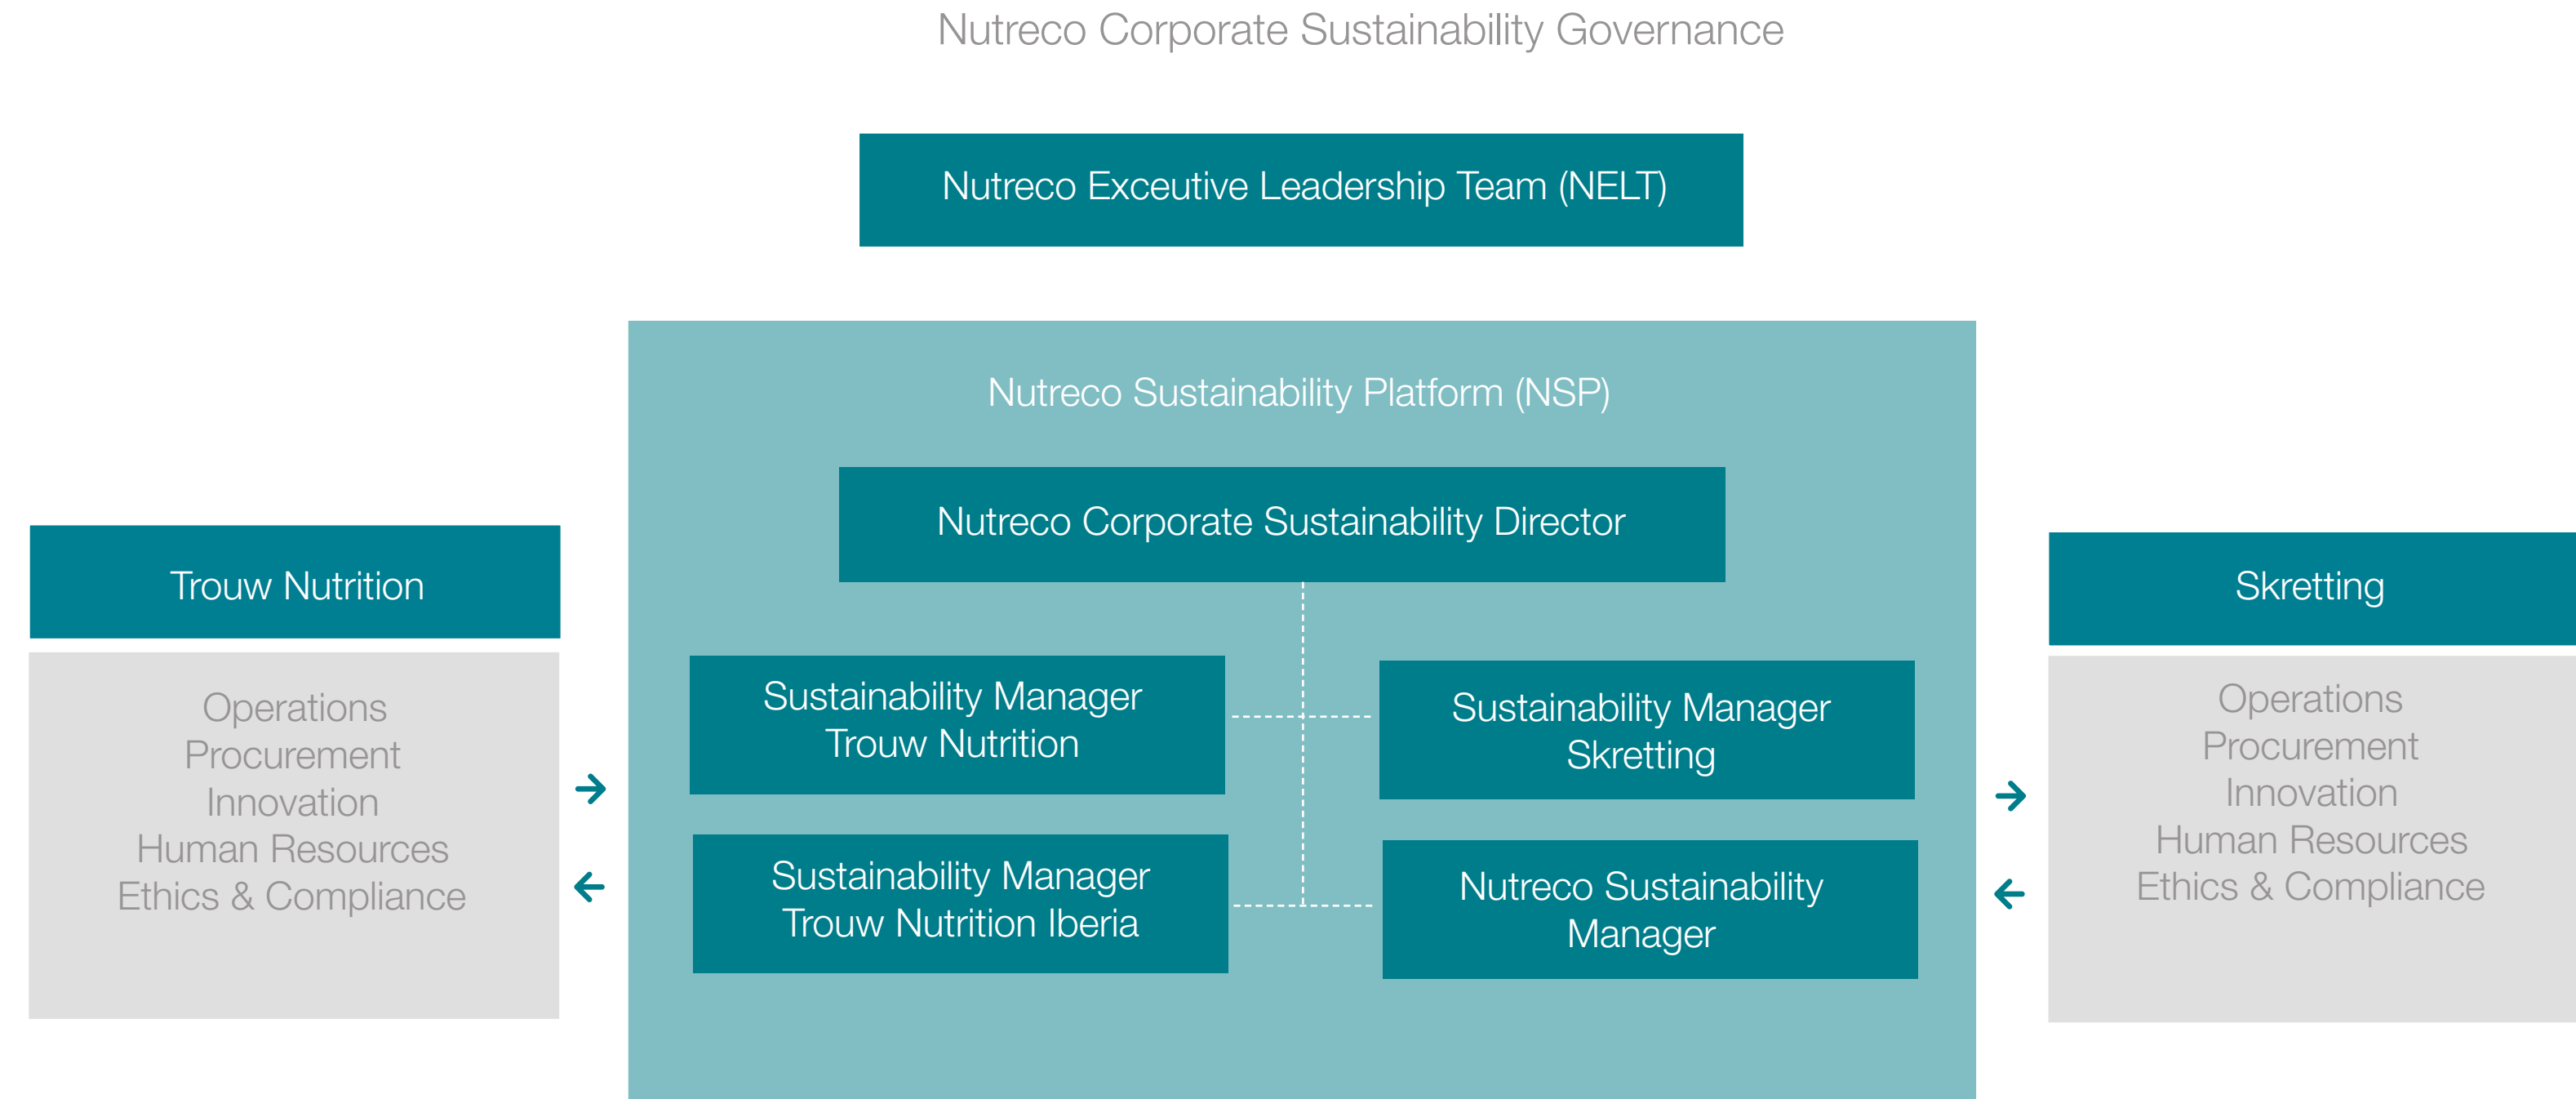 Nutreco Corporate Sustainability Governance
Nutreco Exceutive Leadership Team (NELT)
Nutreco Sustainability Platform (NSP)
Nutreco Corporate Sustainability Director
Trouw Nutrition
Operations
Procurement
Innovation
Human Resources
Ethics & Compliance
Sustainability Manager
Trouw Nutrition
Sustainability Manager
Skretting
Sustainability Manager
Trouw Nutrition Iberia
Nutreco Sustainability
Manager
Skretting
Operations
Procurement
Innovation
Human Resources
Ethics & Compliance